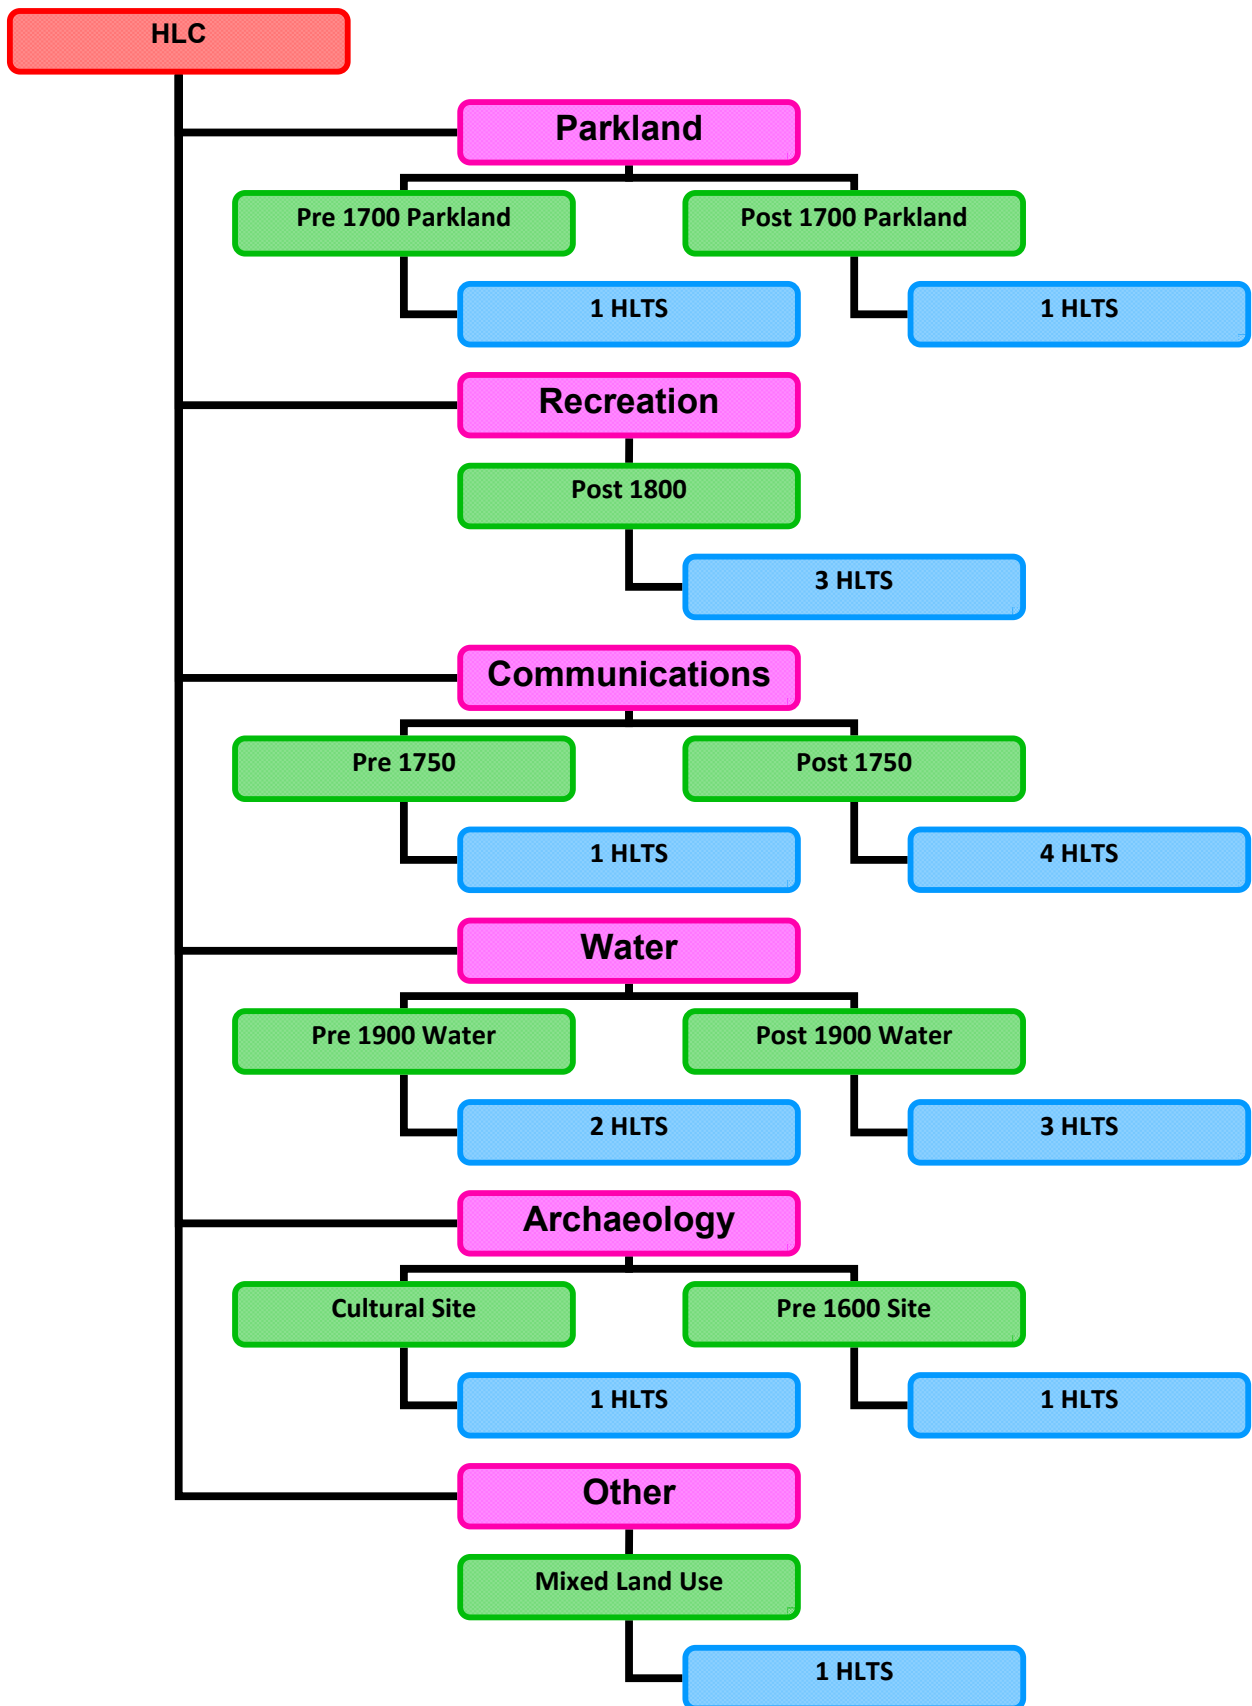 HLC
Parkland
Pre 1700 Parkland
Post 1700 Parkland
1 HLTS
1 HLTS
Recreation
Post 1800
3 HLTS
Communications
Pre 1750
Post 1750
1 HLTS
4 HLTS
Water
Pre 1900 Water
Post 1900 Water
2 HLTS
3 HLTS
Archaeology
Cultural Site
Pre 1600 Site
1 HLTS
1 HLTS
Other
Mixed Land Use
1 HLTS